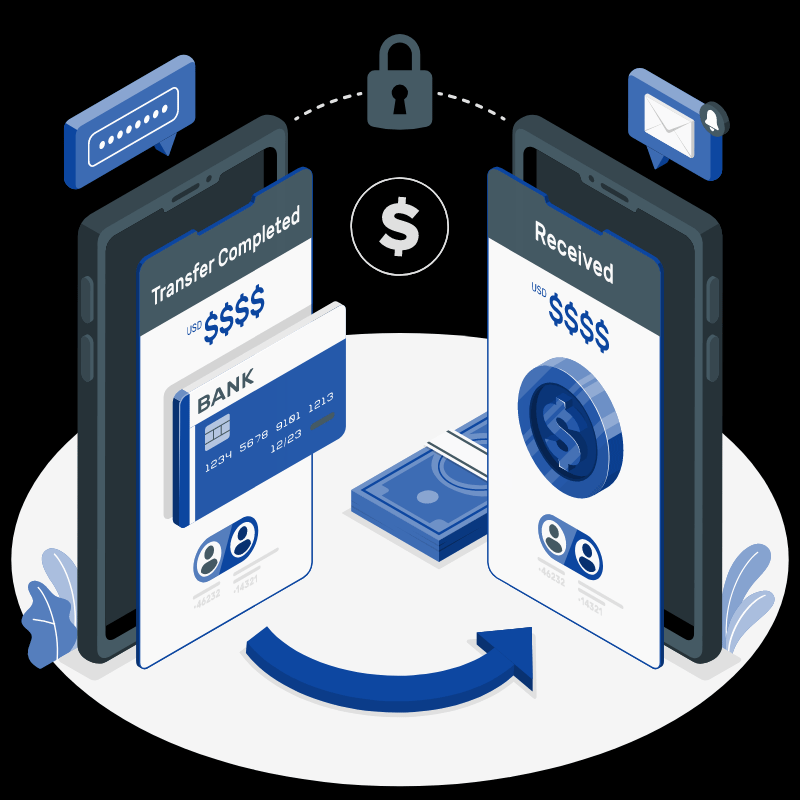 Transfer Completed
USD $$$$
BANK
1234 5678 9101 1213
12/23
-46232
-14321
$
Received
USD $$$$
$
-46232
-14321